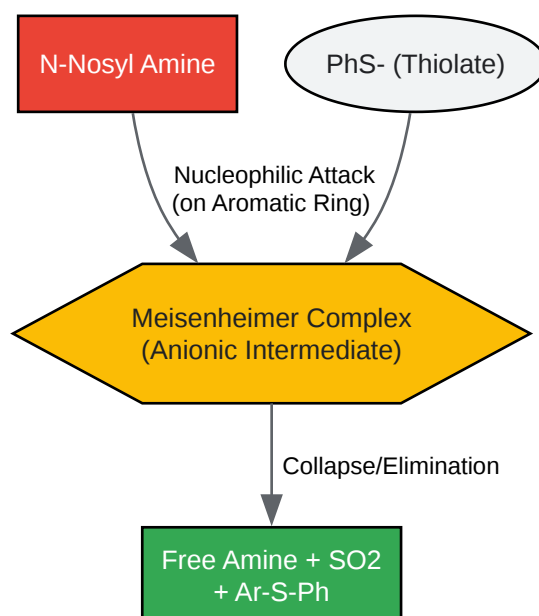 N-Nosyl Amine
PhS- (Thiolate)
Nucleophilic Attack
(on Aromatic Ring)
Meisenheimer Complex
(Anionic Intermediate)
Collapse/Elimination
Free Amine + SO2
+ Ar-S-Ph